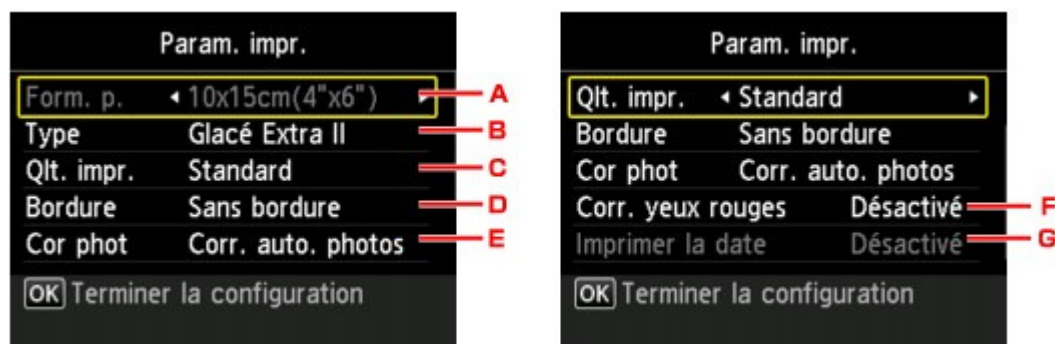 Param. impr.
Form. p. 10x15cm(4"x6") A
Type Glacé Extra II B
Qlt. impr. Standard C
Bordure Sans bordure D
Cor phot Corr. auto. photos E
OK Terminer la configuration
Param. impr.
Qlt. impr. Standard
Bordure Sans bordure
Cor phot Corr. auto. photos
Corr. yeux rouges Désactivé F
Imprimer la date Désactivé G
OK Terminer la configuration